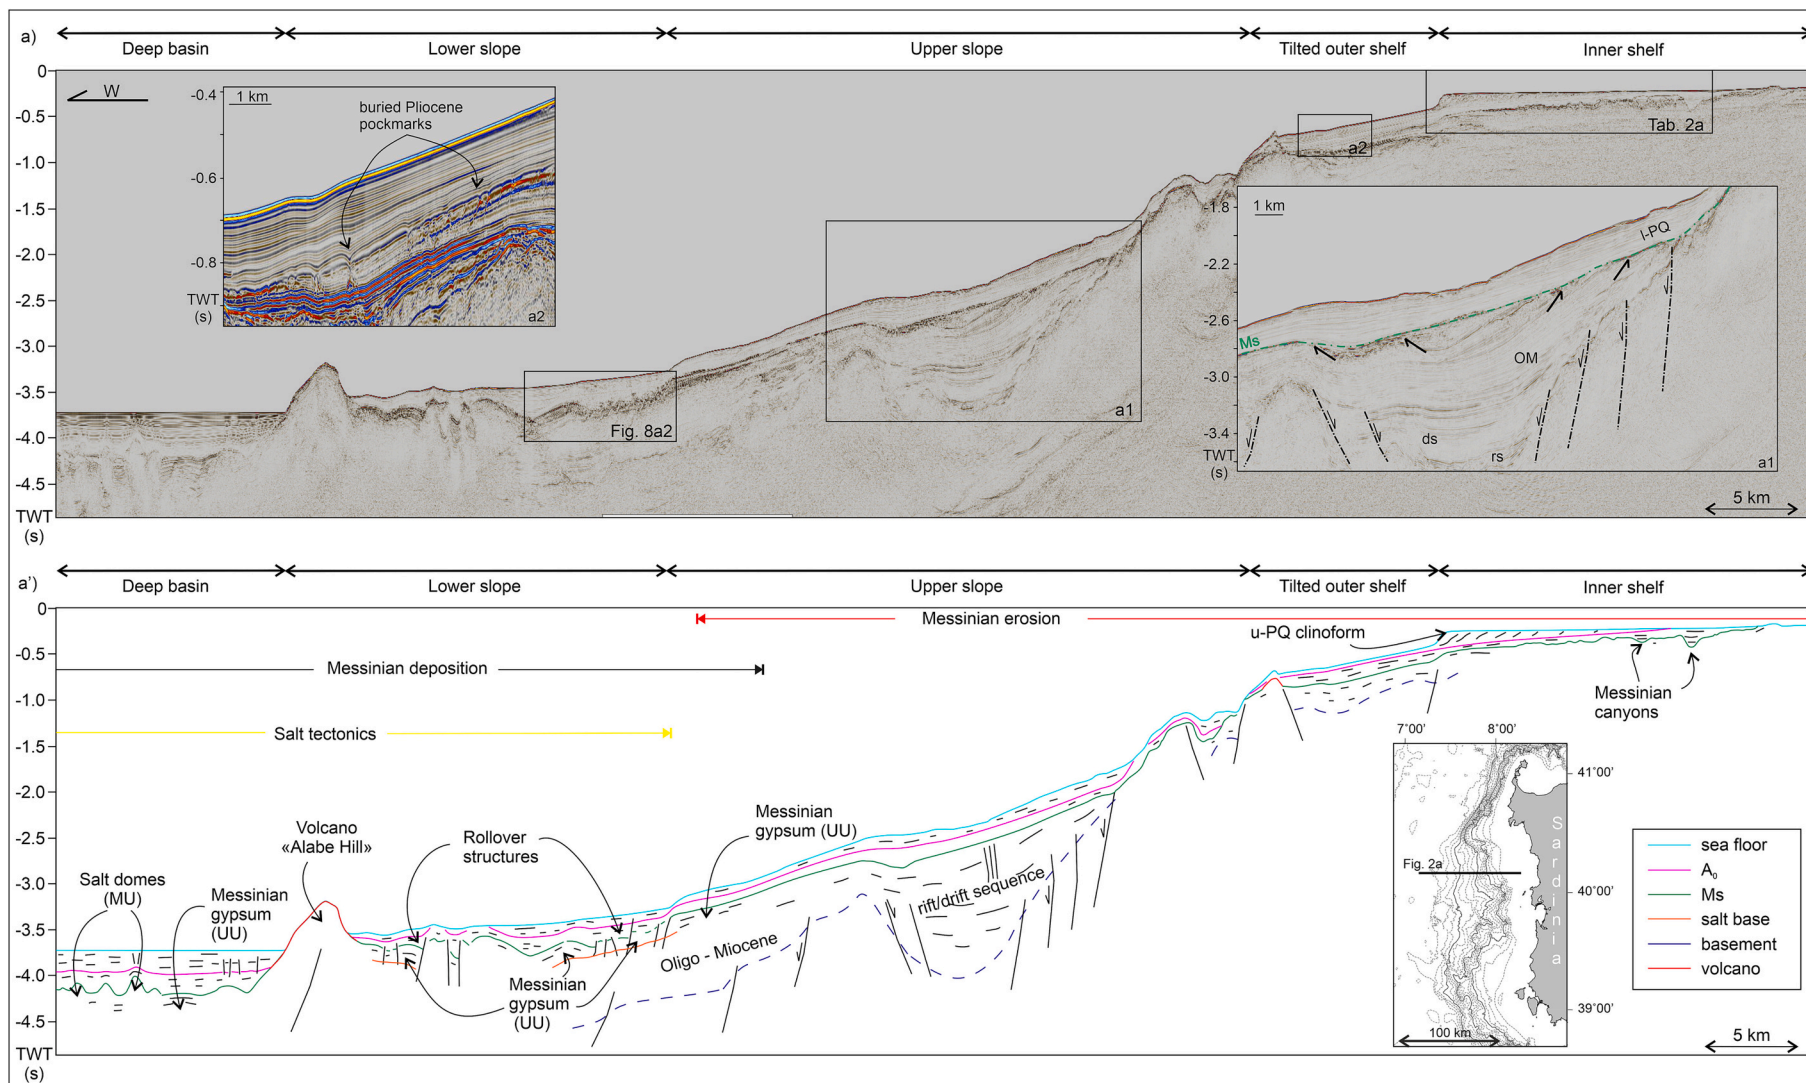 a)
Deep basin
Lower slope
Upper slope
Tilted outer shelf
Inner shelf
0
-0.5
-1.0
-1.5
-2.0
-2.5
-3.0
-3.5
-4.0
-4.5
TWT
(s)
W
-0.4
1 km
buried Pliocene
pockmarks
-0.6
-0.8
TWT
(s)
a2
Fig. 8a2
a1
a2
Tab. 2a
-1.8
1 km
l-PQ
-2.2
-2.6
Ms
OM
-3.0
-3.4
ds
rs
TWT
(s)
a1
5 km
a')
Deep basin
Lower slope
Upper slope
Tilted outer shelf
Inner shelf
0
-0.5
-1.0
-1.5
-2.0
-2.5
-3.0
-3.5
-4.0
-4.5
TWT
(s)
Messinian erosion
u-PQ clinoform
Messinian deposition
Salt tectonics
Messinian
canyons
Messinian
gypsum (UU)
Volcano
«Alabe Hill»
Rollover
structures
Salt domes
(MU)
Messinian
gypsum
(UU)
rift/drift sequence
Oligo - Miocene
Messinian
gypsum
(UU)
7°00'
8°00'
41°00'
Sardinia
Fig. 2a
40°00'
39°00'
100 km
sea floor
A₀
Ms
salt base
basement
volcano
5 km